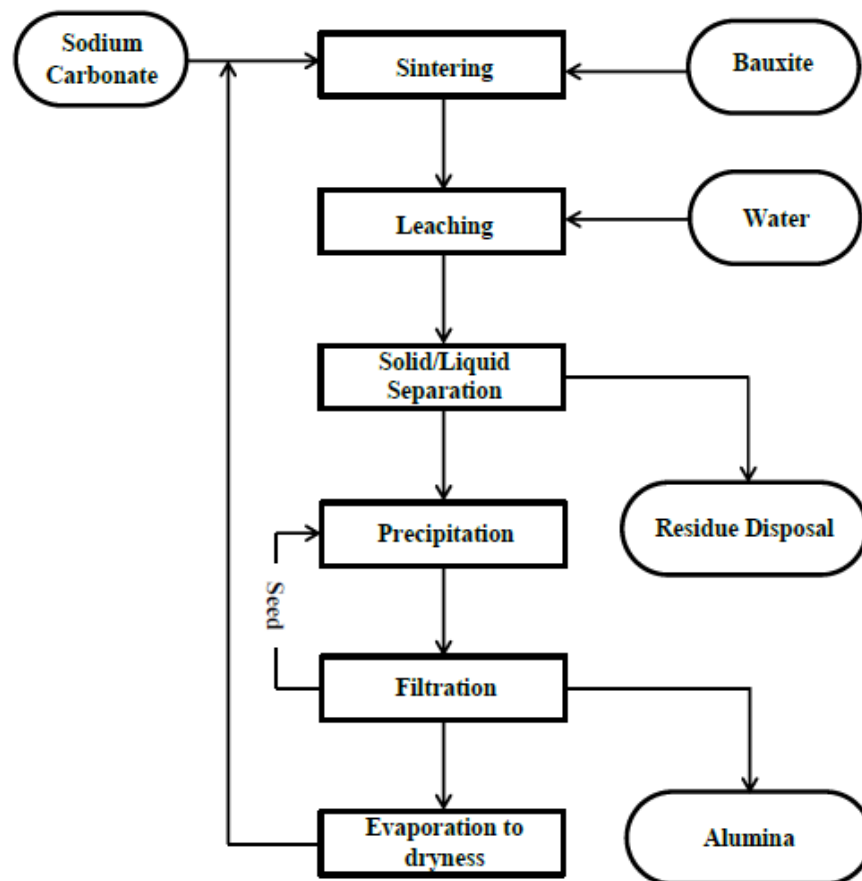 Sodium
Carbonate
Sintering
Bauxite
Leaching
Water
Solid/Liquid
Separation
Precipitation
Residue Disposal
Seed
Filtration
Evaporation to
dryness
Alumina